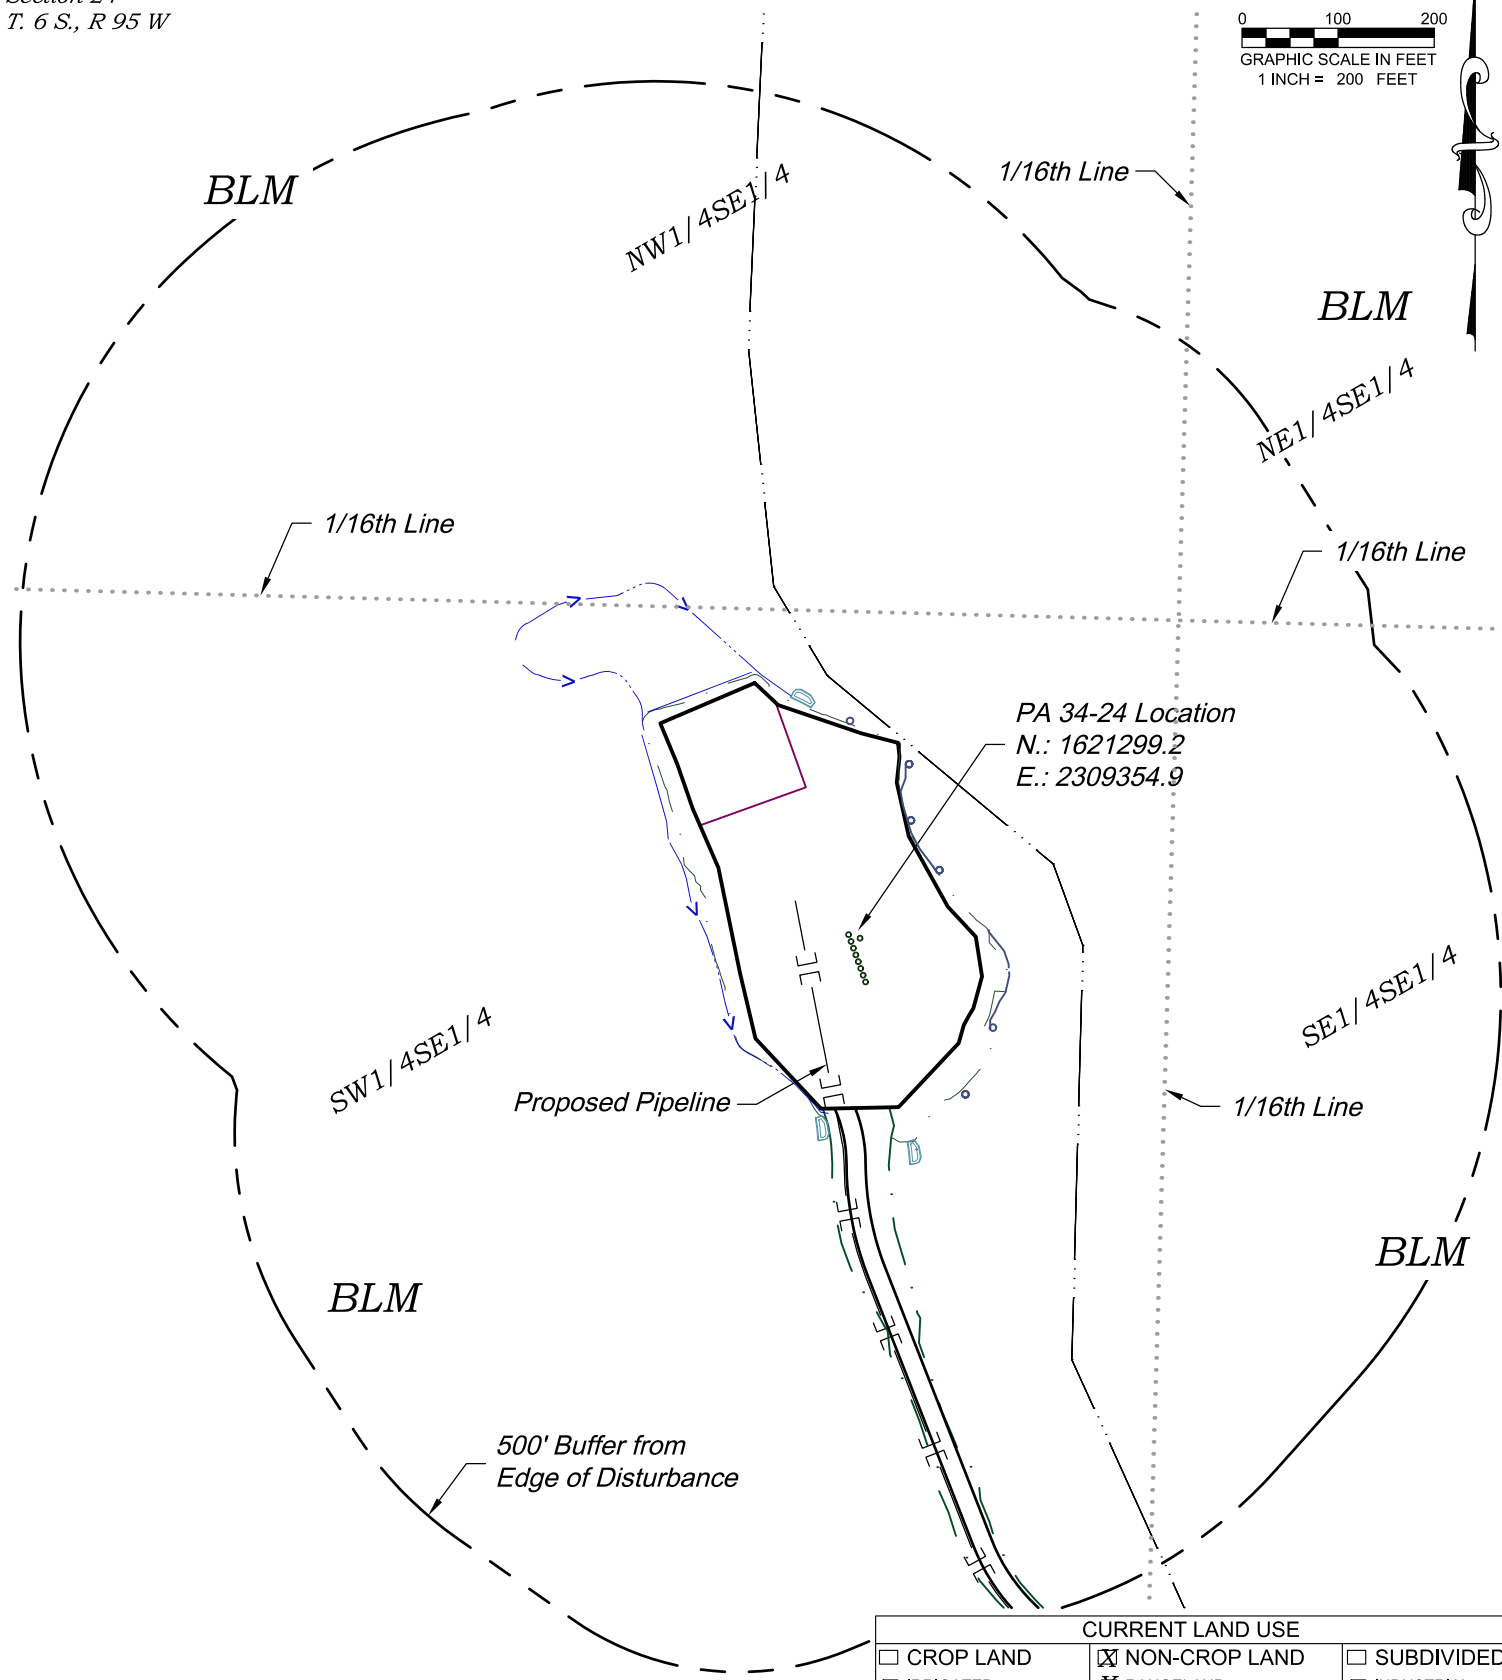 Section 24
T. 6 S., R 95 W
0 100 200
GRAPHIC SCALE IN FEET
1 INCH = 200 FEET
BLM
NW1/4SE1/4
1/16th Line
BLM
NE1/4SE1/4
1/16th Line
1/16th Line
PA 34-24 Location
N.: 1621299.2
E.: 2309354.9
SW1/4SE1/4
SE1/4SE1/4
Proposed Pipeline
1/16th Line
BLM
BLM
500' Buffer from
Edge of Disturbance
CURRENT LAND USE
CROP LAND
X NON-CROP LAND
SUBDIVIDED